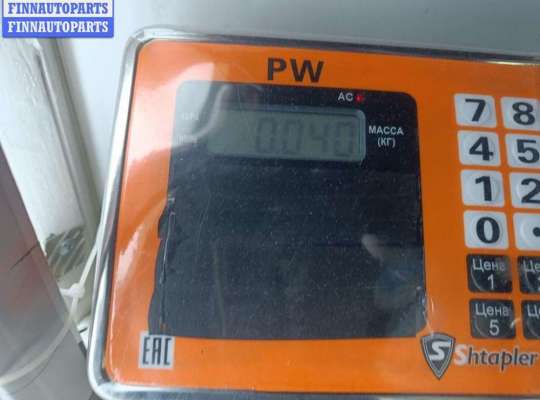 FINNAUTOPARTS
FINNAUTOPARTS
PW
AC
0.040
МАССА
(КГ)
7 8
4 5
1 2
0 .
Цена
1
Цена
5
EAC
S Shtapler